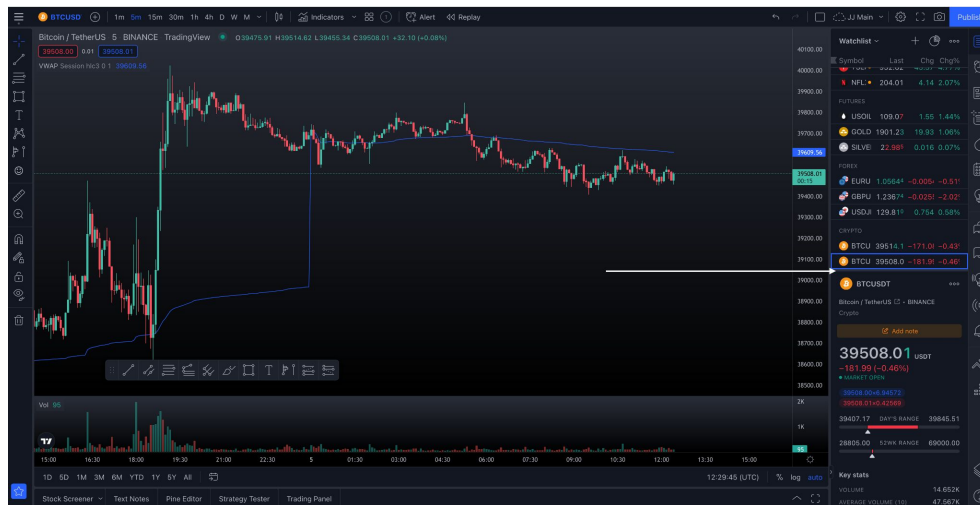 BTCUSD 1m 5m 15m 30m 1h 4h D W M Indicators Alert Replay JJ Main Publish
Bitcoin / TetherUS 5 BINANCE TradingView O39475.91 H39514.62 L39455.34 C39508.01 +32.10 (+0.08%)
39508.00 0.01 39508.01
VWAP Session hlc3 0 1 39609.56
40100.00
40000.00
39900.00
39800.00
39700.00
39609.56
39508.01
00:15
39400.00
39300.00
39200.00
39100.00
39000.00
38900.00
38800.00
38700.00
38600.00
38500.00
Vol 95
2K
1K
95
15:00 16:30 18:00 19:30 21:00 22:30 5 01:30 03:00 04:30 06:00 07:30 09:00 10:30 12:00 13:30 15:00
1D 5D 1M 3M 6M YTD 1Y 5Y All 12:29:45 (UTC) % log auto
Stock Screener Text Notes Pine Editor Strategy Tester Trading Panel
Watchlist
Symbol Last Chg Chg%
204.01 4.14 2.07%
FUTURES
USOIL 109.07 1.55 1.44%
GOLD 1901.23 19.93 1.06%
SILVE 22.985 0.016 0.07%
FOREX
EURU 1.0564
GBPU 1.23674
USDJ 129.81 0.754 0.58%
CRYPTO
BTCU 39514.1
BTCU 39508.0
BTCUSDT
Bitcoin / TetherUS - BINANCE
Crypto
Add note
39508.01 USDT
−181.99 (−0.46%)
MARKET OPEN
39407.17 DAY'S RANGE 39845.51
28805.00 52WK RANGE 69000.00
Key stats
VOLUME 14.652K
AVERAGE VOLUME (10) 47.567K